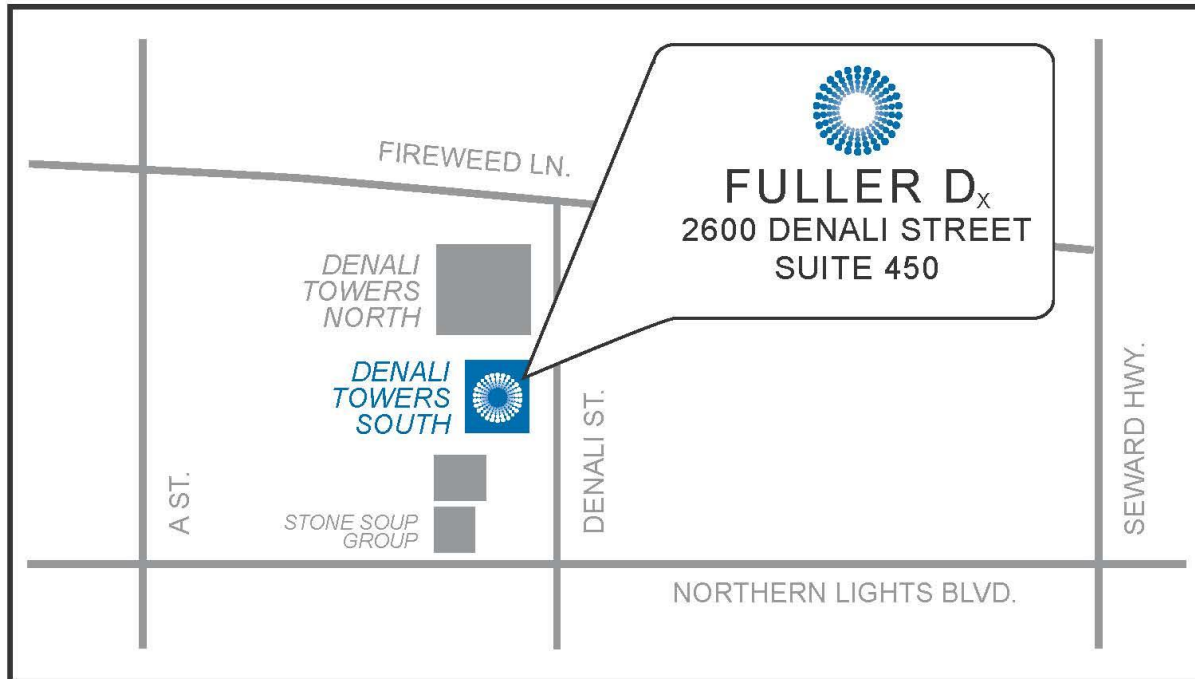 FIREWEED LN.
FULLER Dx
2600 DENALI STREET
SUITE 450
DENALI
TOWERS
NORTH
DENALI
TOWERS
SOUTH
A ST.
STONE SOUP
GROUP
DENALI ST.
SEWARD HWY.
NORTHERN LIGHTS BLVD.